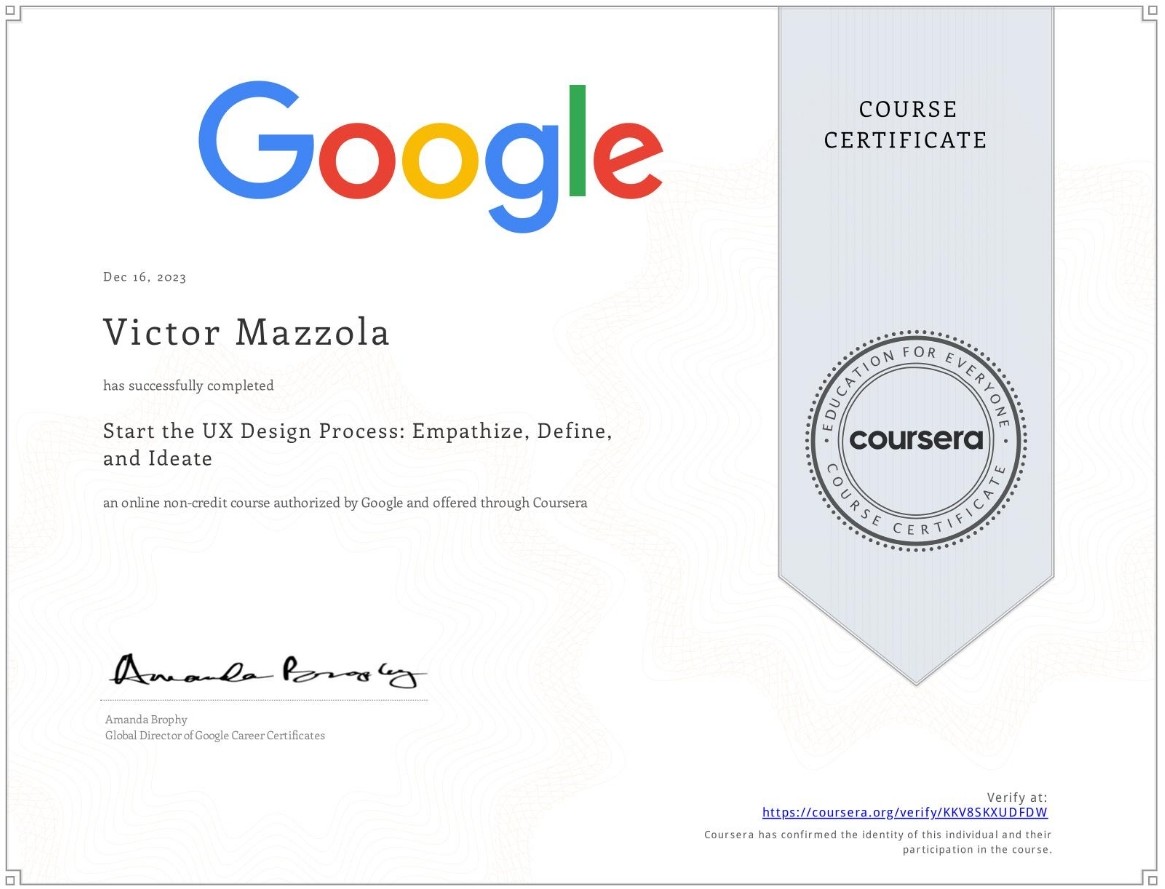 Google
COURSE
CERTIFICATE
Dec 16, 2023
Victor Mazzola
has successfully completed
Start the UX Design Process: Empathize, Define,
and Ideate
an online non-credit course authorized by Google and offered through Coursera
EDUCATION FOR EVERYONE
coursera
COURSE CERTIFICATE
Amanda Brophy
Amanda Brophy
Global Director of Google Career Certificates
Verify at:
https://coursera.org/verify/KKV8SKXUDFDW
Coursera has confirmed the identity of this individual and their
participation in the course.